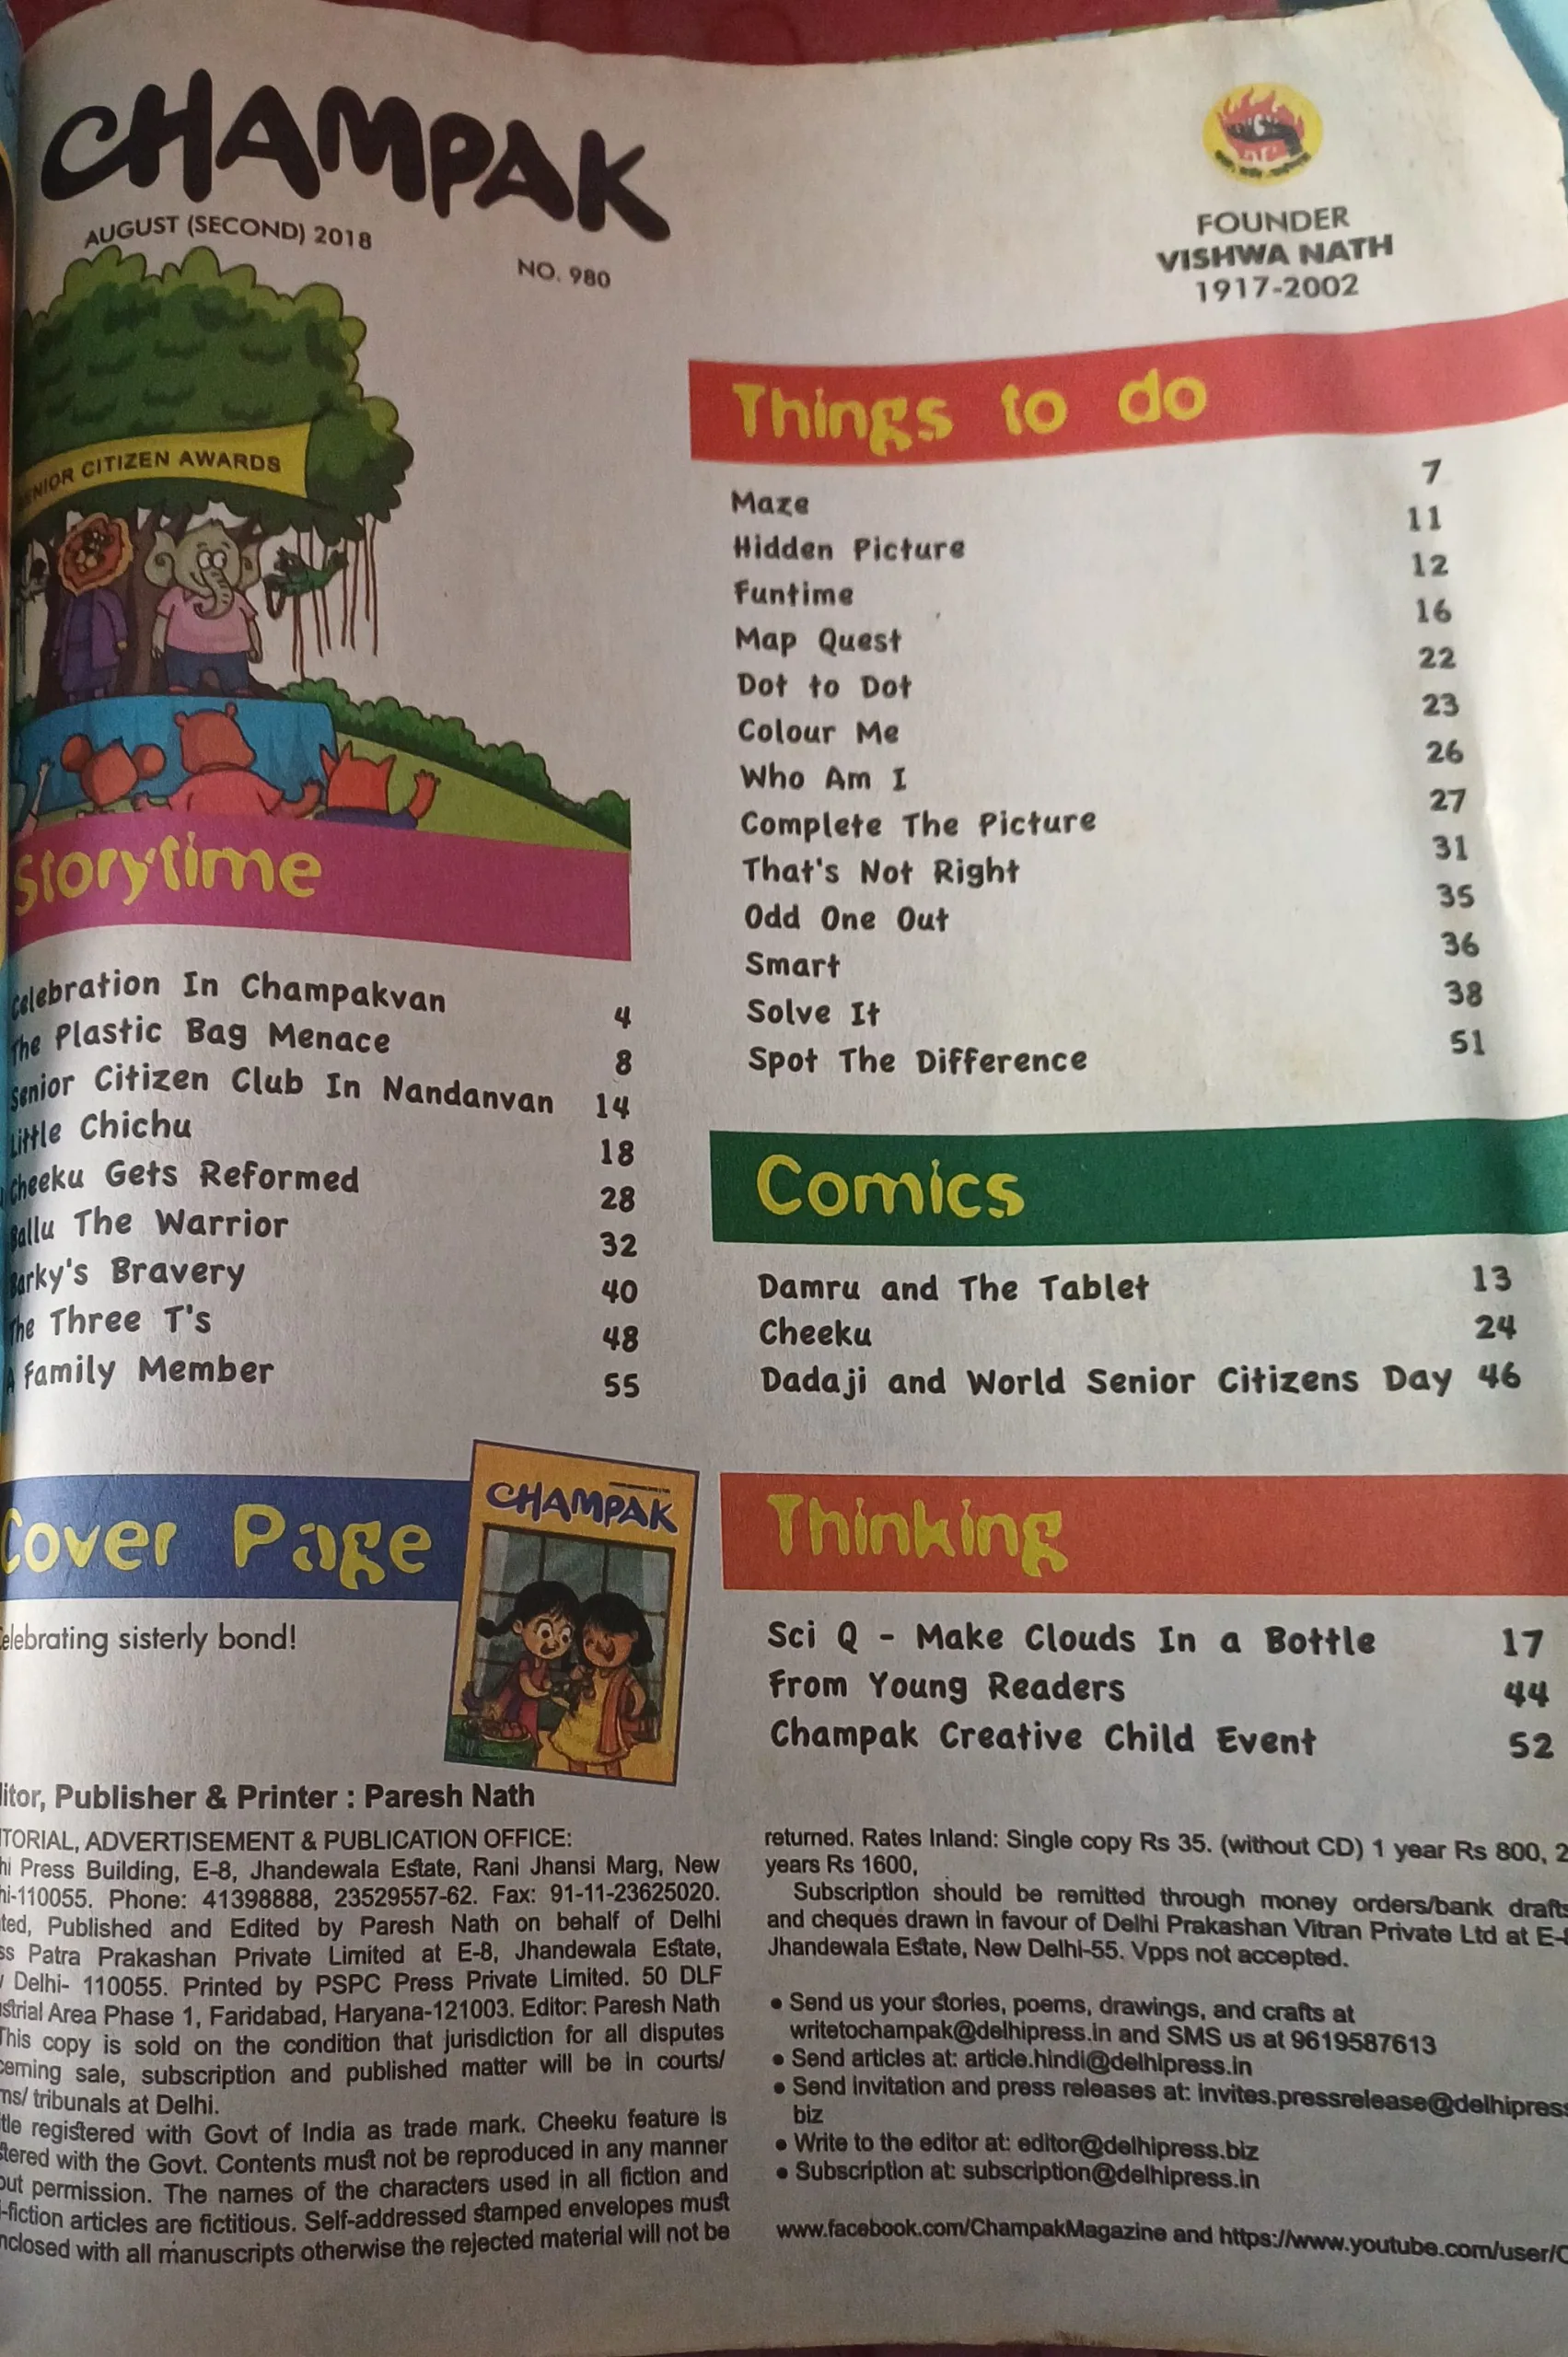 CHAMPAK
AUGUST (SECOND) 2018
NO. 980
FOUNDER
VISHWA NATH
1917-2002
SENIOR CITIZEN AWARDS
Storytime
Celebration In Champakvan 4
The Plastic Bag Menace 8
Senior Citizen Club In Nandanvan 14
Little Chichu 18
Cheeku Gets Reformed 28
Ballu The Warrior 32
Barky's Bravery 40
The Three T's 48
A Family Member 55
Things to do
Maze 7
Hidden Picture 11
Funtime 12
Map Quest 16
Dot to Dot 22
Colour Me 23
Who Am I 26
Complete The Picture 27
That's Not Right 31
Odd One Out 35
Smart 36
Solve It 38
Spot The Difference 51
Comics
Damru and The Tablet 13
Cheeku 24
Dadaji and World Senior Citizens Day 46
Cover Page
CHAMPAK
elebrating sisterly bond!
Thinking
Sci Q - Make Clouds In a Bottle 17
From Young Readers 44
Champak Creative Child Event 52
itor, Publisher & Printer : Paresh Nath
TORIAL, ADVERTISEMENT & PUBLICATION OFFICE:
hi Press Building, E-8, Jhandewala Estate, Rani Jhansi Marg, New
hi-110055. Phone: 41398888, 23529557-62. Fax: 91-11-23625020.
ted, Published and Edited by Paresh Nath on behalf of Delhi
ss Patra Prakashan Private Limited at E-8, Jhandewala Estate,
Delhi- 110055. Printed by PSPC Press Private Limited. 50 DLF
strial Area Phase 1, Faridabad, Haryana-121003. Editor: Paresh Nath
This copy is sold on the condition that jurisdiction for all disputes
cerning sale, subscription and published matter will be in courts/
ms/ tribunals at Delhi.
tle registered with Govt of India as trade mark. Cheeku feature is
stered with the Govt. Contents must not be reproduced in any manner
out permission. The names of the characters used in all fiction and
-fiction articles are fictitious. Self-addressed stamped envelopes must
nclosed with all manuscripts otherwise the rejected material will not be
returned. Rates Inland: Single copy Rs 35. (without CD) 1 year Rs 800, 2
years Rs 1600,
Subscription should be remitted through money orders/bank drafts
and cheques drawn in favour of Delhi Prakashan Vitran Private Ltd at E-8
Jhandewala Estate, New Delhi-55. Vpps not accepted.
• Send us your stories, poems, drawings, and crafts at
writetochampak@delhipress.in and SMS us at 9619587613
• Send articles at: article.hindi@delhipress.in
• Send invitation and press releases at: invites.pressrelease@delhipress
biz
• Write to the editor at: editor@delhipress.biz
• Subscription at: subscription@delhipress.in
www.facebook.com/ChampakMagazine and https://www.youtube.com/user/C